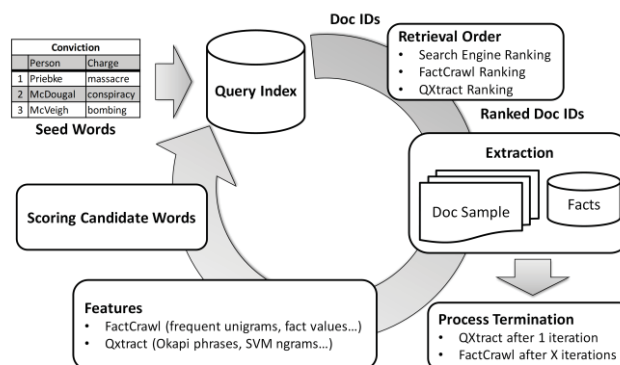 Conviction
Person Charge
1 Priebke massacre
2 McDougal conspiracy
3 McVeigh bombing
Seed Words
Query Index
Doc IDs
Retrieval Order
• Search Engine Ranking
• FactCrawl Ranking
• QXtract Ranking
Ranked Doc IDs
Extraction
Doc Sample
Facts
Scoring Candidate Words
Features
• FactCrawl (frequent unigrams, fact values...)
• Qxtract (Okapi phrases, SVM ngrams...)
Process Termination
• QXtract after 1 iteration
• FactCrawl after X iterations